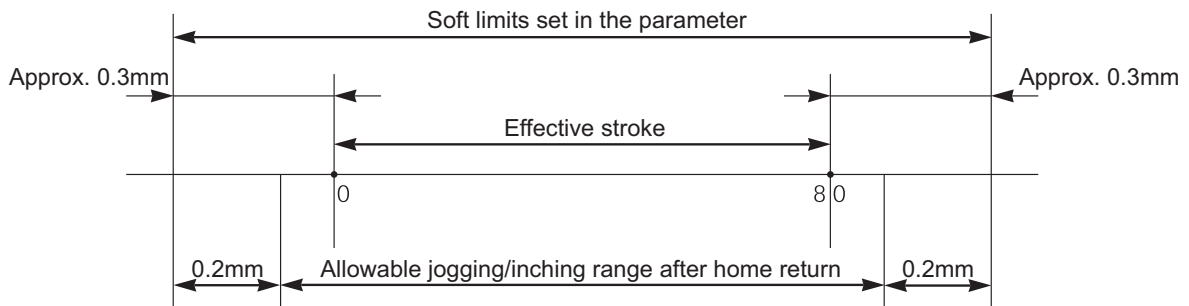 Soft limits set in the parameter
Approx. 0.3mm
Approx. 0.3mm
Effective stroke
0
80
0.2mm
Allowable jogging/inching range after home return
0.2mm